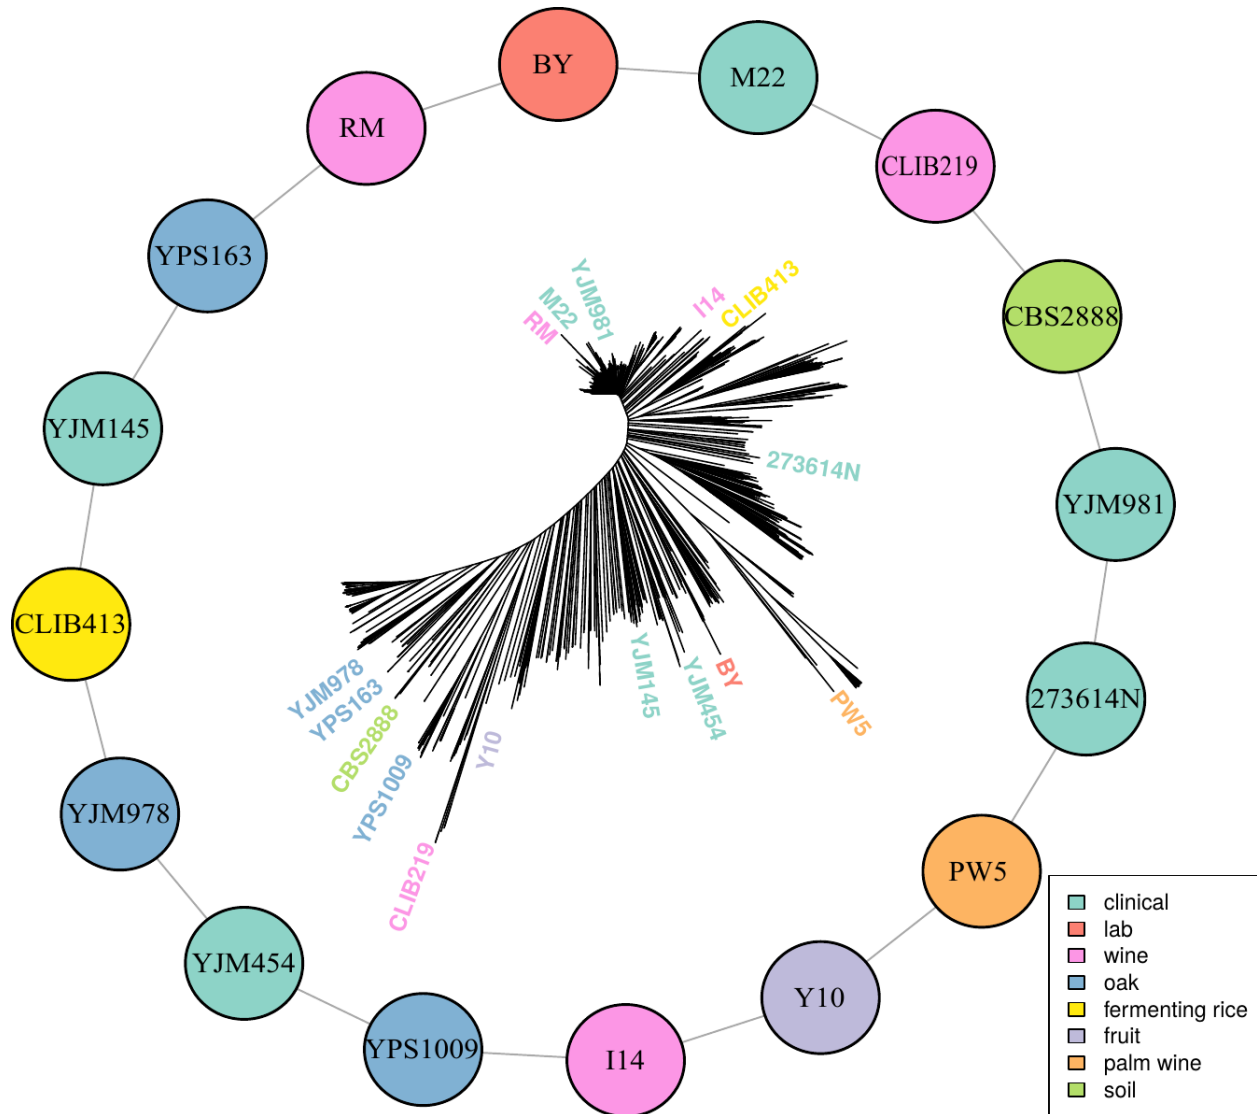 BY
M22
RM
CLIB219
YPS163
CBS2888
YJM145
YJM981
CLIB413
273614N
YJM978
PW5
YJM454
Y10
YPS1009
I14
YJM981
M22
RM
I14
CLIB413
273614N
YJM978
YPS163
CBS2888
YPS1009
Y10
CLIB219
YJM145
YJM454
BY
PW5
clinical
lab
wine
oak
fermenting rice
fruit
palm wine
soil